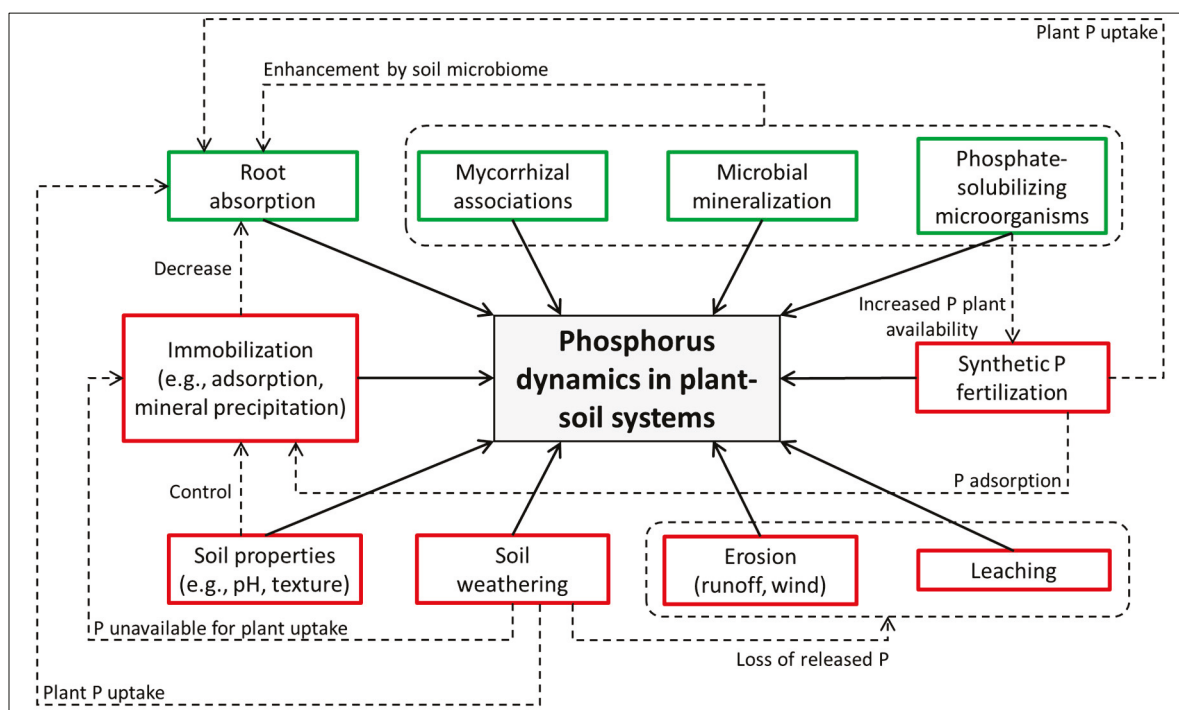 Plant P uptake
Enhancement by soil microbiome
Root
absorption
Mycorrhizal
associations
Microbial
mineralization
Phosphate-
solubilizing
microorganisms
Decrease
Increased P plant
availability
Immobilization
(e.g., adsorption,
mineral precipitation)
Phosphorus
dynamics in plant-
soil systems
Synthetic P
fertilization
Control
P adsorption
Soil properties
(e.g., pH, texture)
Soil
weathering
Erosion
(runoff, wind)
Leaching
P unavailable for plant uptake
Loss of released P
Plant P uptake